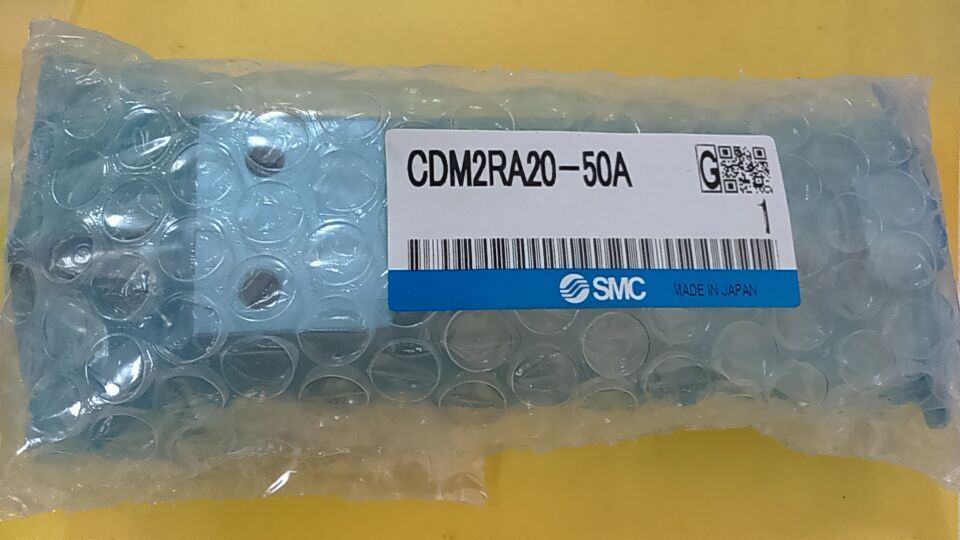 CDM2RA20-50A
G
1
SMC MADE IN JAPAN